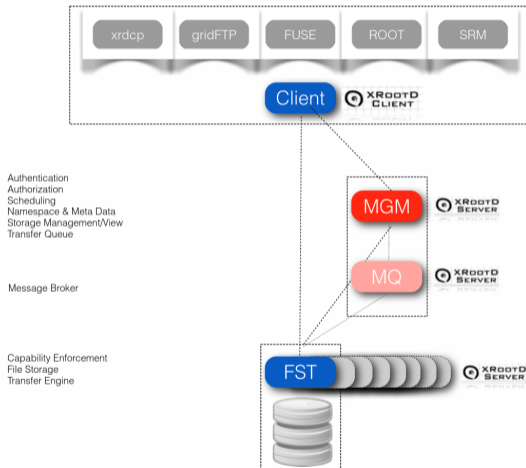 xrdcp
gridFTP
FUSE
ROOT
SRM
Client
XROOTD
CLIENT
Authentication
Authorization
Scheduling
Namespace & Meta Data
Storage Management/View
Transfer Queue
MGM
XROOTD
SERVER
Message Broker
MQ
XROOTD
SERVER
Capability Enforcement
File Storage
Transfer Engine
FST
XROOTD
SERVER